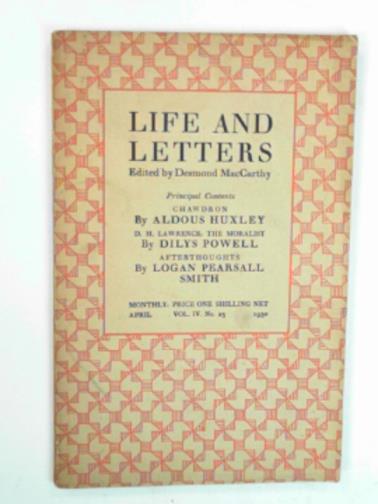 LIFE AND
LETTERS
Edited by Desmond MacCarthy
Principal Contents
CHAWDRON
By ALDOUS HUXLEY
D. H. LAWRENCE: THE MORALIST
By DILYS POWELL
AFTERTHOUGHTS
By LOGAN PEARSALL
SMITH
MONTHLY: PRICE ONE SHILLING NET
APRIL VOL. IV. No. 23 1930